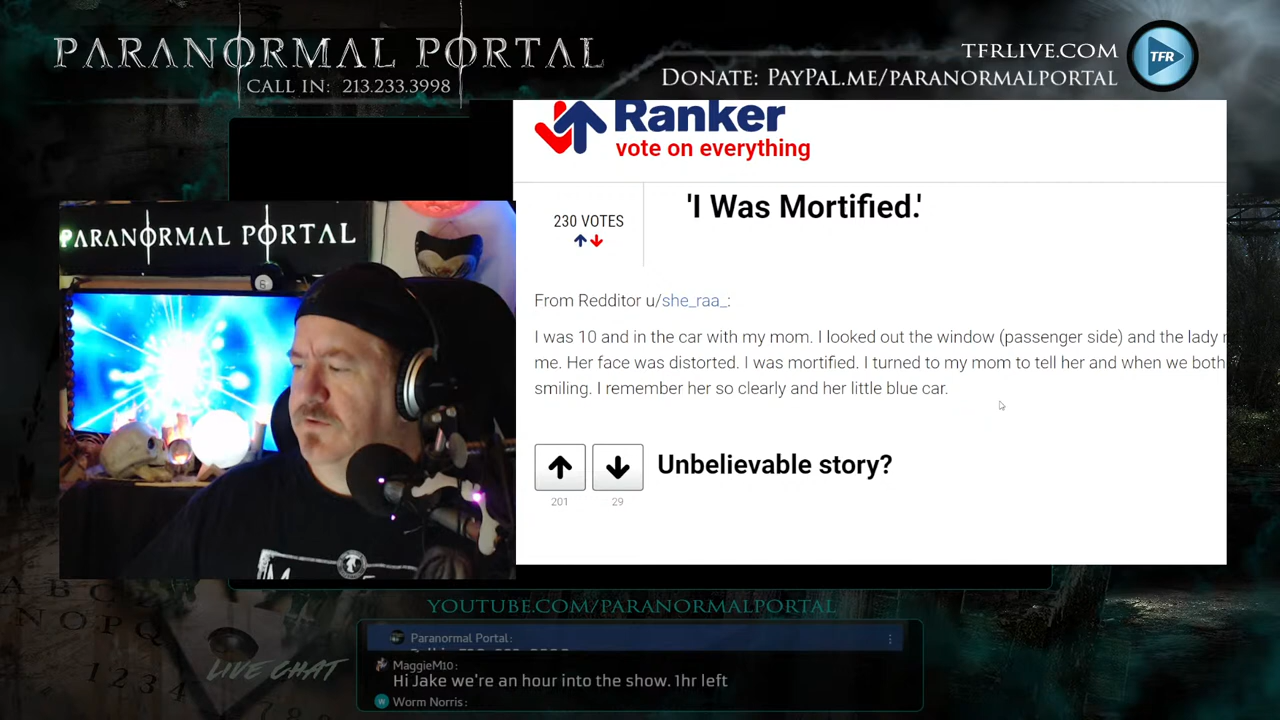 PARANORMAL PORTAL
CALL IN: 213.233.3998
TFRLIVE.COM
DONATE: PAYPAL.ME/PARANORMALPORTAL
TFR
Ranker
vote on everything
230 VOTES
'I Was Mortified.'
From Redditor u/she_raa_:
I was 10 and in the car with my mom. I looked out the window (passenger side) and the lady
me. Her face was distorted. I was mortified. I turned to my mom to tell her and when we both
smiling. I remember her so clearly and her little blue car.
Unbelievable story?
201
29
PARANORMAL PORTAL
6
YOUTUBE.COM/PARANORMALPORTAL
Paranormal Portal:
LIVE CHAT
MaggieM10:
Hi Jake we're an hour into the show. 1hr left
W
Worm Norris:
A B C
N O P Q
1 2 3 4